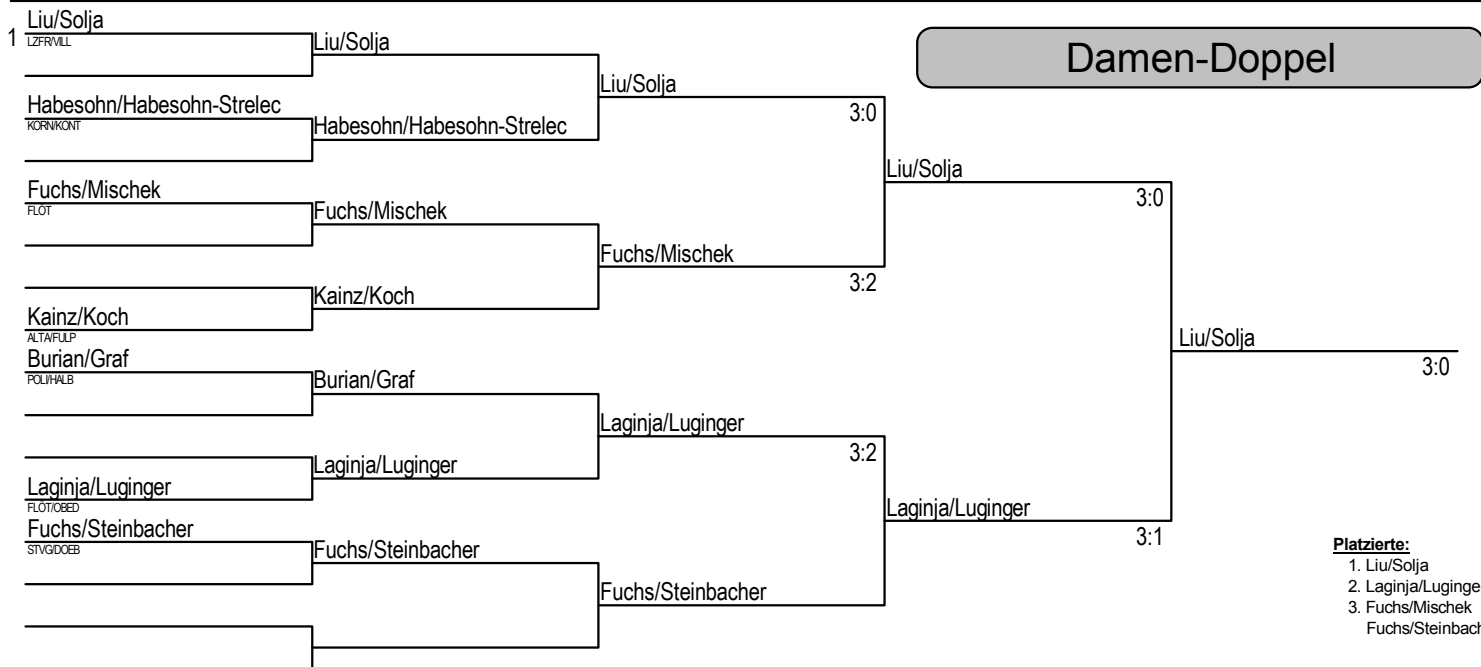 Damen-Doppel
1
Liu/Solja
LZFR/VILL
Habesohn/Habesohn-Strelec
KORN/KONT
Fuchs/Mischek
FLÖT
Kainz/Koch
ALTA/FULP
Burian/Graf
POLI/HALB
Laginja/Luginger
FLÖT/OBED
Fuchs/Steinbacher
STVG/DOEB
Liu/Solja
Habesohn/Habesohn-Strelec
Fuchs/Mischek
Kainz/Koch
Burian/Graf
Laginja/Luginger
Fuchs/Steinbacher
Liu/Solja
3:0
Fuchs/Mischek
3:2
Laginja/Luginger
3:2
Fuchs/Steinbacher
Liu/Solja
3:0
Laginja/Luginger
3:1
Liu/Solja
3:0
Platzierte:
1. Liu/Solja
2. Laginja/Luginge
3. Fuchs/Mischek
Fuchs/Steinbach